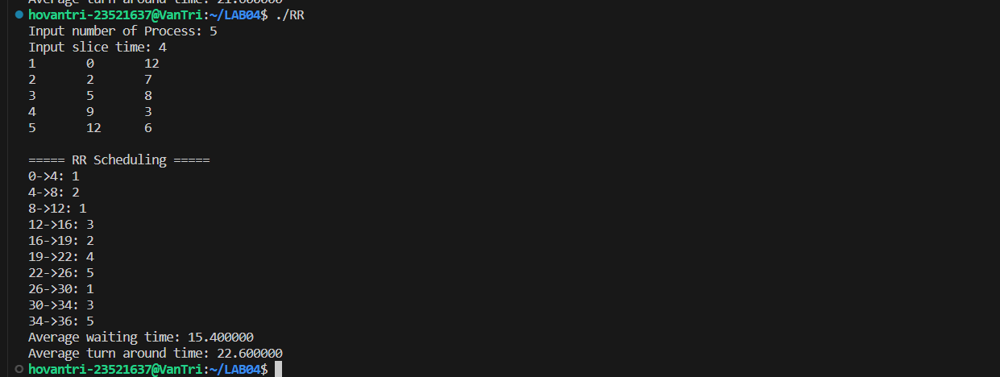 Average turn around time: 21.600000
hovantri-23521637@VanTri:~/LAB04$ ./RR
Input number of Process: 5
Input slice time: 4
1 0 12
2 2 7
3 5 8
4 9 3
5 12 6
===== RR Scheduling =====
0->4: 1
4->8: 2
8->12: 1
12->16: 3
16->19: 2
19->22: 4
22->26: 5
26->30: 1
30->34: 3
34->36: 5
Average waiting time: 15.400000
Average turn around time: 22.600000
hovantri-23521637@VanTri:~/LAB04$